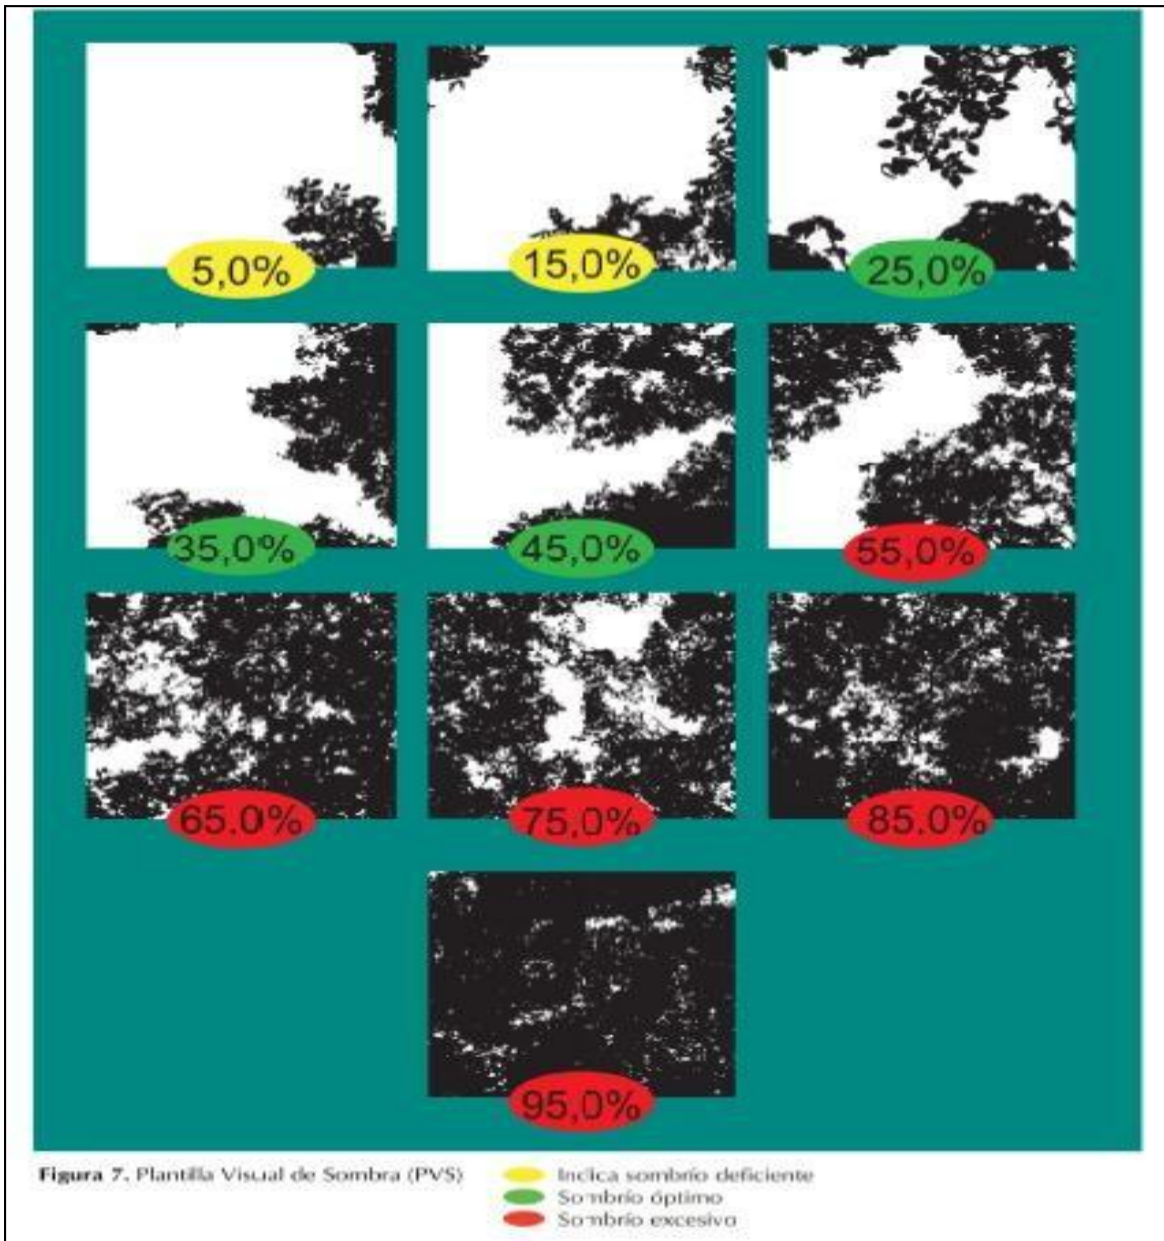 5,0%
15,0%
25,0%
35,0%
45,0%
55,0%
65.0%
75,0%
85.0%
95,0%
Figura 7. Plantilla Visual de Sombra (PVS)
Indica sombrío deficiente
Sombrío óptimo
Sombrío excesivo